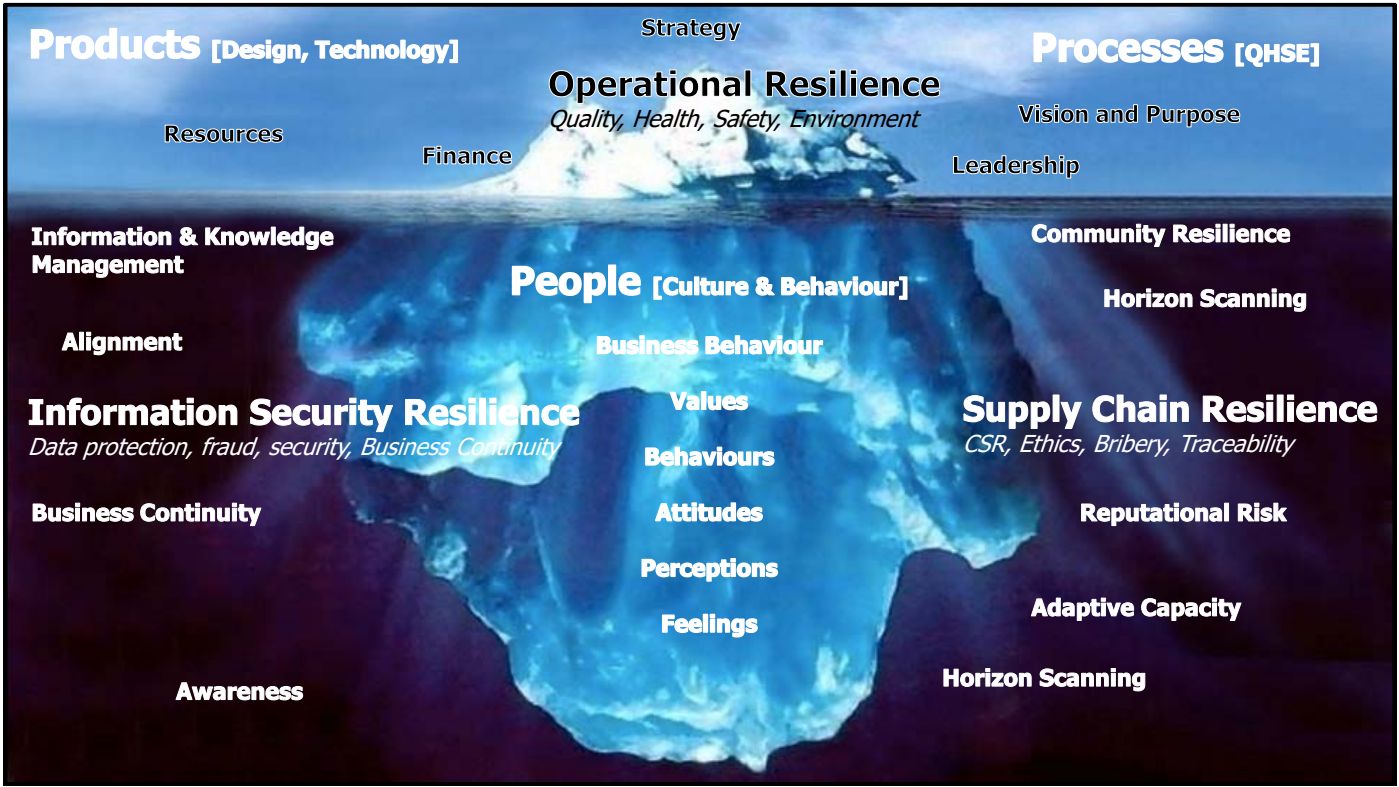 Strategy
Products [Design, Technology]
Processes [QHSE]
Operational Resilience
Quality, Health, Safety, Environment
Vision and Purpose
Resources
Finance
Leadership
Information & Knowledge
Management
Community Resilience
People [Culture & Behaviour]
Horizon Scanning
Alignment
Business Behaviour
Values
Information Security Resilience
Data protection, fraud, security, Business Continuity
Supply Chain Resilience
CSR, Ethics, Bribery, Traceability
Behaviours
Business Continuity
Attitudes
Reputational Risk
Perceptions
Adaptive Capacity
Feelings
Horizon Scanning
Awareness